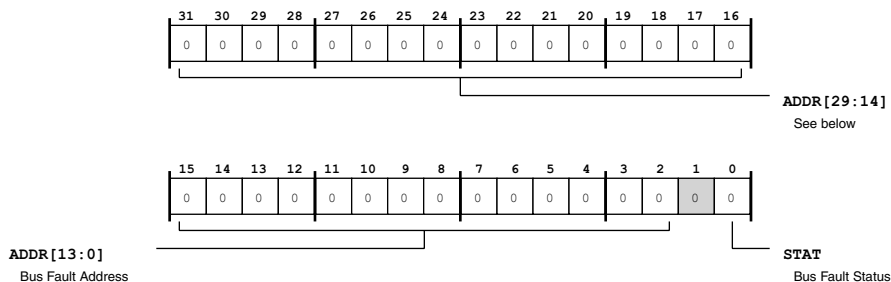 31 30 29 28 27 26 25 24 23 22 21 20 19 18 17 16
0 0 0 0 0 0 0 0 0 0 0 0 0 0 0 0
ADDR[29:14]
See below
15 14 13 12 11 10 9 8 7 6 5 4 3 2 1 0
0 0 0 0 0 0 0 0 0 0 0 0 0 0 0 0
ADDR[13:0]
Bus Fault Address
STAT
Bus Fault Status